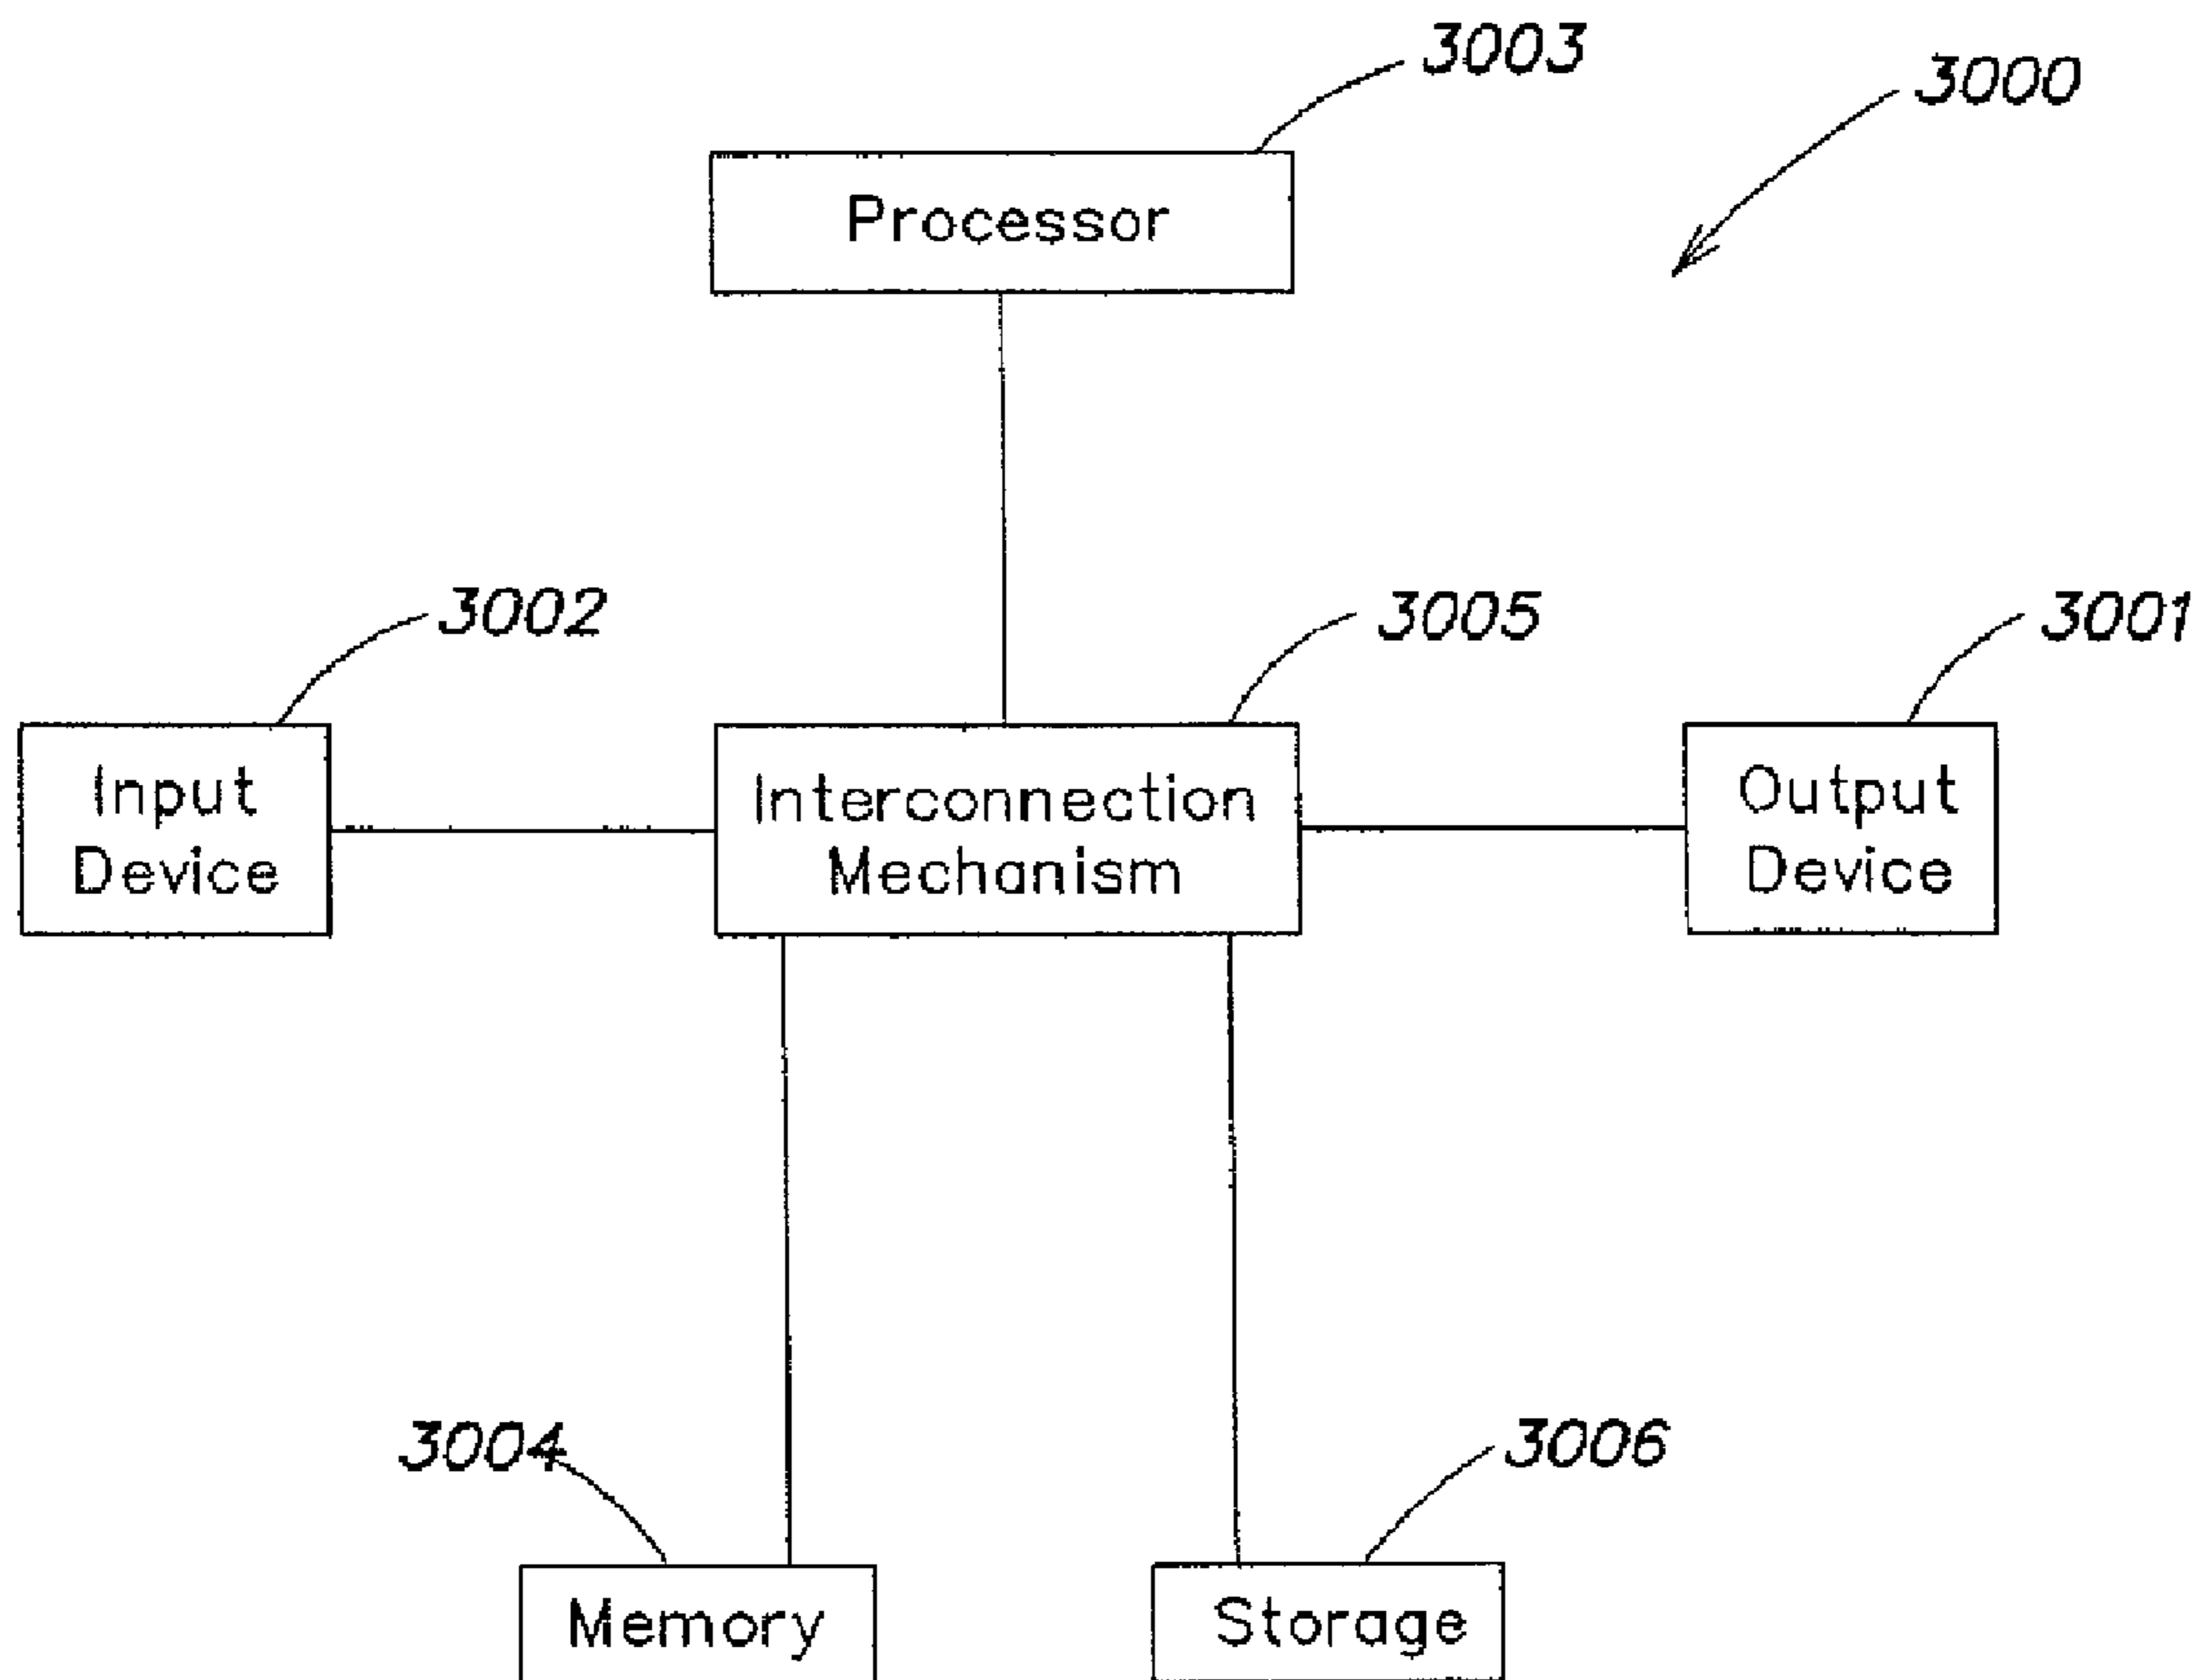 3003
3000
Processor
3002
3005
3001
Input
Device
Interconnection
Mechanism
Output
Device
3004
3006
Memory
Storage